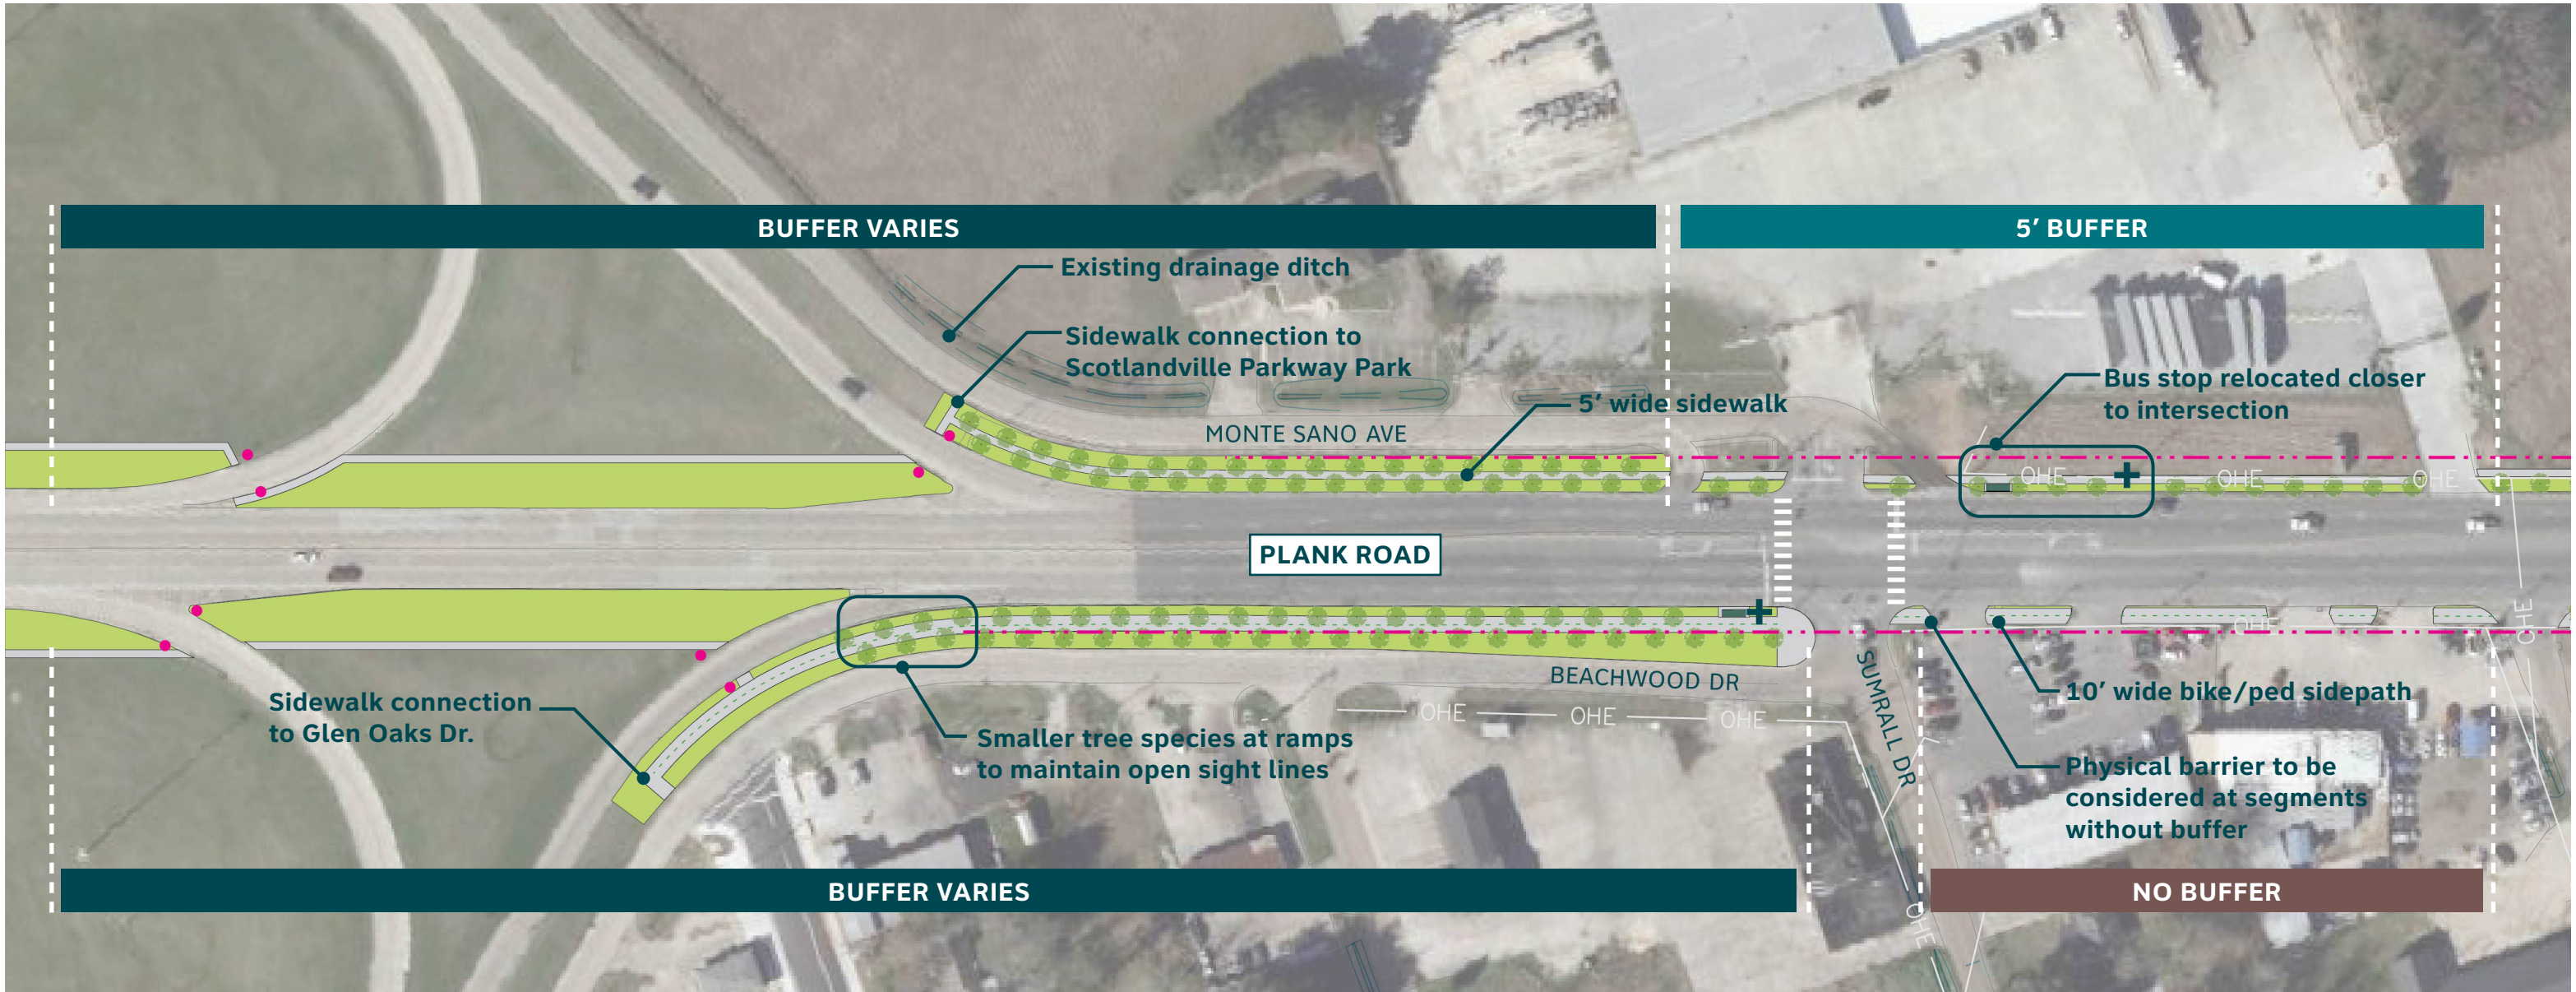 BUFFER VARIES
5’ BUFFER
Existing drainage ditch
Sidewalk connection to
Scotlandville Parkway Park
Bus stop relocated closer
to intersection
5’ wide sidewalk
MONTE SANO AVE
OHE
OHE
OHE
PLANK ROAD
OHE
OHE
SUMRALL DR
BEACHWOOD DR
10’ wide bike/ped sidepath
Sidewalk connection
to Glen Oaks Dr.
OHE
OHE
OHE
Smaller tree species at ramps
to maintain open sight lines
Physical barrier to be
considered at segments
without buffer
BUFFER VARIES
NO BUFFER
OHE